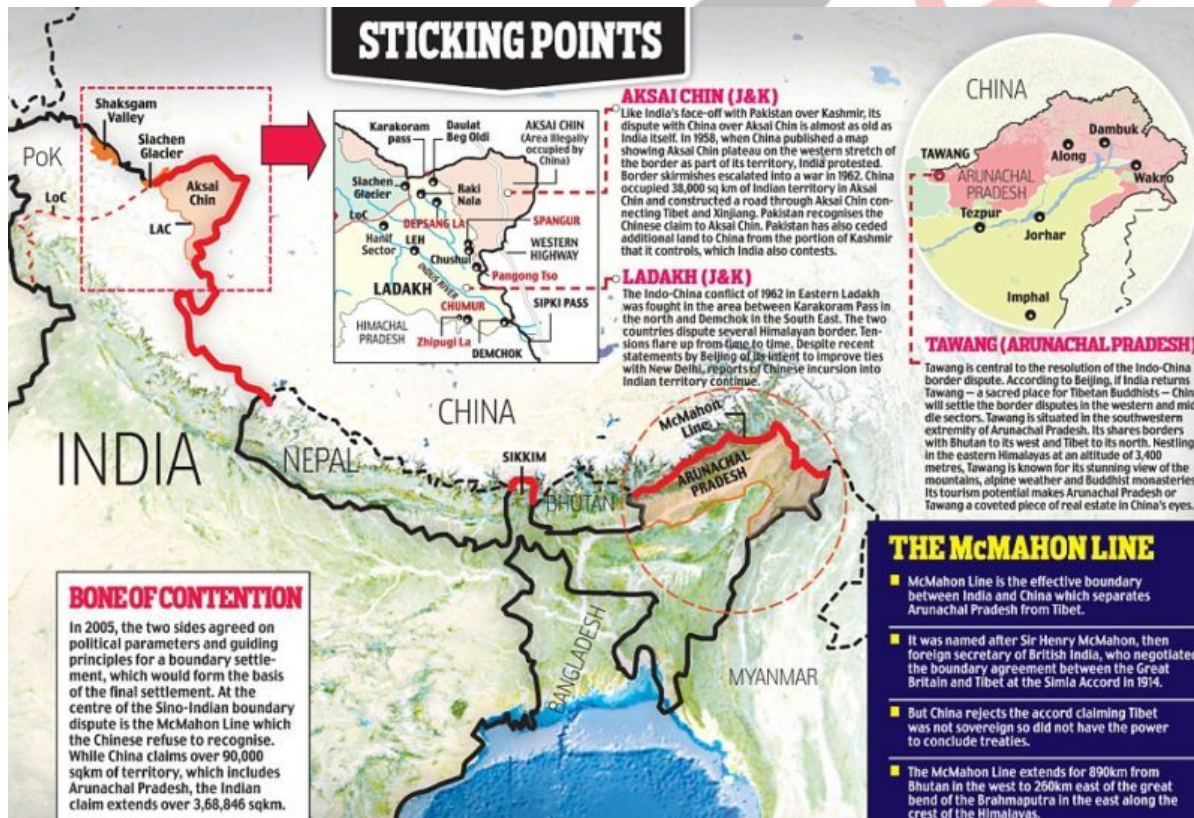 STICKING POINTS
Shaksgam
Valley
Siachen
Glacier
PoK
LoC
Aksai
Chin
LAC
Karakoram
pass
Daulat
Beg Oldi
AKSAI CHIN
(Area illegally
occupied by
China)
Siachen
Glacier
Raki
Nala
LoC
DEPSANG LA
SPANGUR
Hanif
Sector
LEH
Chushul
WESTERN
HIGHWAY
Pangong Tso
LADAKH
INDUS RIVER
CHUMUR
SIPKI PASS
HIMACHAL
PRADESH
Zhipugi La
DEMCHOK
AKSAI CHIN (J&K)
Like India's face-off with Pakistan over Kashmir, its
dispute with China over Aksai Chin is almost as old as
India itself. In 1958, when China published a map
showing Aksai Chin plateau on the western stretch of
the border as part of its territory, India protested.
Border skirmishes escalated into a war in 1962. China
occupied 38,000 sq km of Indian territory in Aksai
Chin and constructed a road through Aksai Chin con-
necting Tibet and Xinjiang. Pakistan recognises the
Chinese claim to Aksai Chin. Pakistan has also ceded
additional land to China from the portion of Kashmir
that it controls, which India also contests.
LADAKH (J&K)
The Indo-China conflict of 1962 in Eastern Ladakh
was fought in the area between Karakoram Pass in
the north and Demchok in the South East. The two
countries dispute several Himalayan border. Ten-
sions flare up from time to time. Despite recent
statements by Beijing of its intent to improve ties
with New Delhi, reports of Chinese incursion into
Indian territory continue.
CHINA
TAWANG
ARUNACHAL
PRADESH
Along
Dambuk
Wakro
Tezpur
Jorhar
Imphal
TAWANG (ARUNACHAL PRADESH)
Tawang is central to the resolution of the Indo-China
border dispute. According to Beijing, if India returns
Tawang — a sacred place for Tibetan Buddhists — Chin
will settle the border disputes in the western and mid
dle sectors. Tawang is situated in the southwestern
extremity of Arunachal Pradesh. Its shares borders
with Bhutan to its west and Tibet to its north. Nestling
in the eastern Himalayas at an altitude of 3,400
metres, Tawang is known for its stunning view of the
mountains, alpine weather and Buddhist monasteries
Its tourism potential makes Arunachal Pradesh or
Tawang a coveted piece of real estate in China's eyes.
INDIA
CHINA
NEPAL
SIKKIM
BHUTAN
McMahon
Line
ARUNACHAL
PRADESH
BANGLADESH
MYANMAR
BONE OF CONTENTION
In 2005, the two sides agreed on
political parameters and guiding
principles for a boundary settle-
ment, which would form the basis
of the final settlement. At the
centre of the Sino-Indian boundary
dispute is the McMahon Line which
the Chinese refuse to recognise.
While China claims over 90,000
sqkm of territory, which includes
Arunachal Pradesh, the Indian
claim extends over 3,68,846 sqkm.
THE McMAHON LINE
McMahon Line is the effective boundary
between India and China which separates
Arunachal Pradesh from Tibet.
It was named after Sir Henry McMahon, then
foreign secretary of British India, who negotiated
the boundary agreement between the Great
Britain and Tibet at the Simla Accord in 1914.
But China rejects the accord claiming Tibet
was not sovereign so did not have the power
to conclude treaties.
The McMahon Line extends for 890km from
Bhutan in the west to 260km east of the great
bend of the Brahmaputra in the east along the
crest of the Himalayas.